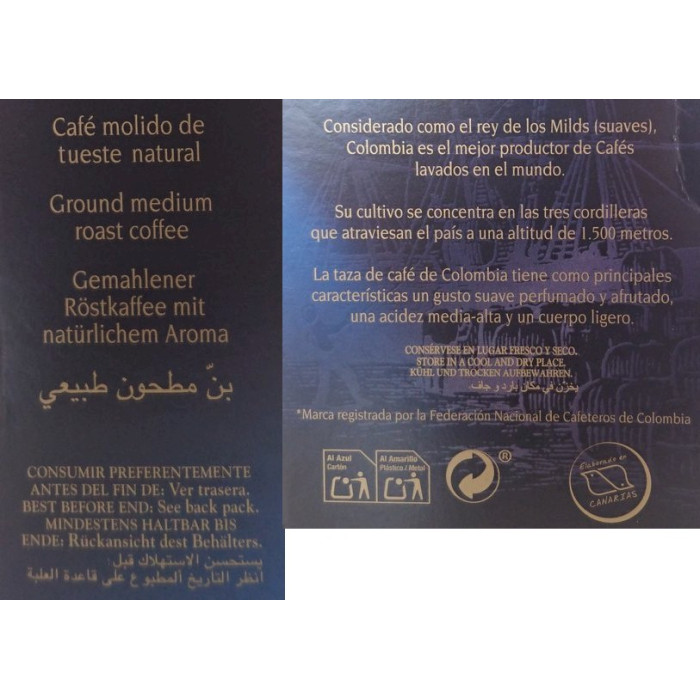 Café molido de
tueste natural
Ground medium
roast coffee
Gemahlener
Röstkaffee mit
natürlichem Aroma
بنّ مطحون طبيعي
CONSUMIR PREFERENTEMENTE
ANTES DEL FIN DE: Ver trasera.
BEST BEFORE END: See back pack.
MINDESTENS HALTBAR BIS
ENDE: Rückansicht dest Behälters.
يستحسن الاستهلاك قبل:
انظر التاريخ المطبوع على قاعدة العلبة
Considerado como el rey de los Milds (suaves),
Colombia es el mejor productor de Cafés
lavados en el mundo.
Su cultivo se concentra en las tres cordilleras
que atraviesan el país a una altitud de 1.500 metros.
La taza de café de Colombia tiene como principales
características un gusto suave perfumado y afrutado,
una acidez media-alta y un cuerpo ligero.
CONSÉRVESE EN LUGAR FRESCO Y SECO.
STORE IN A COOL AND DRY PLACE.
KÜHL UND TROCKEN AUFBEWAHREN.
يخزّن في مكان بارد و جاف.
*Marca registrada por la Federación Nacional de Cafeteros de Colombia
Al Azul
Cartón
Al Amarillo
Plástico / Metal
®
Elaborado en
CANARIAS